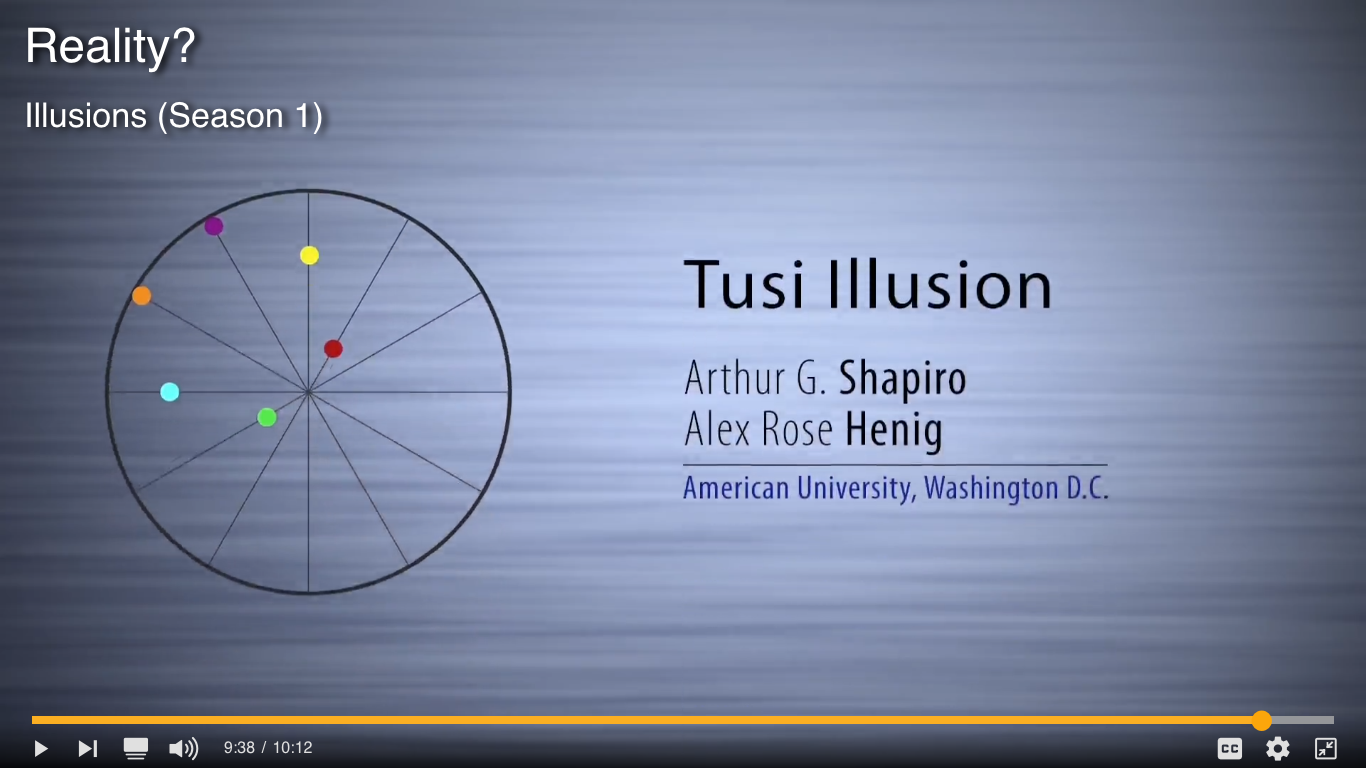 Reality?
Illusions (Season 1)
Tusi Illusion
Arthur G. Shapiro
Alex Rose Henig
American University, Washington D.C.
9:38 / 10:12
CC